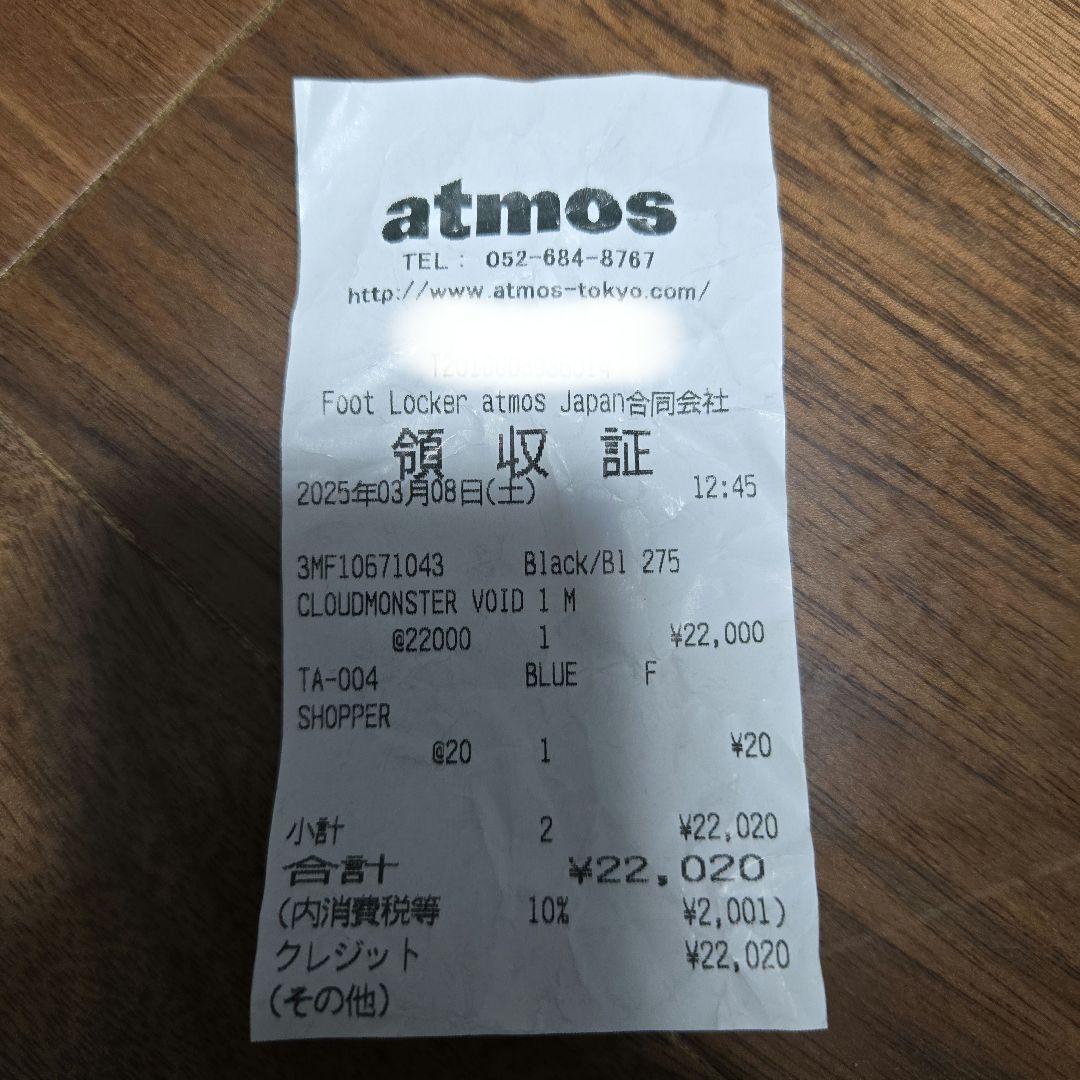 atmos
TEL： 052-684-8767
http://www.atmos-tokyo.com/
Foot Locker atmos Japan合同会社
領 収 証
2025年03月08日(土) 12:45
3MF10671043 Black/Bl 275
CLOUDMONSTER VOID 1 M
@22000 1 ¥22,000
TA-004 BLUE F
SHOPPER
@20 1 ¥20
小計 2 ¥22,020
合計 ¥22,020
(内消費税等 10% ¥2,001)
クレジット ¥22,020
(その他)